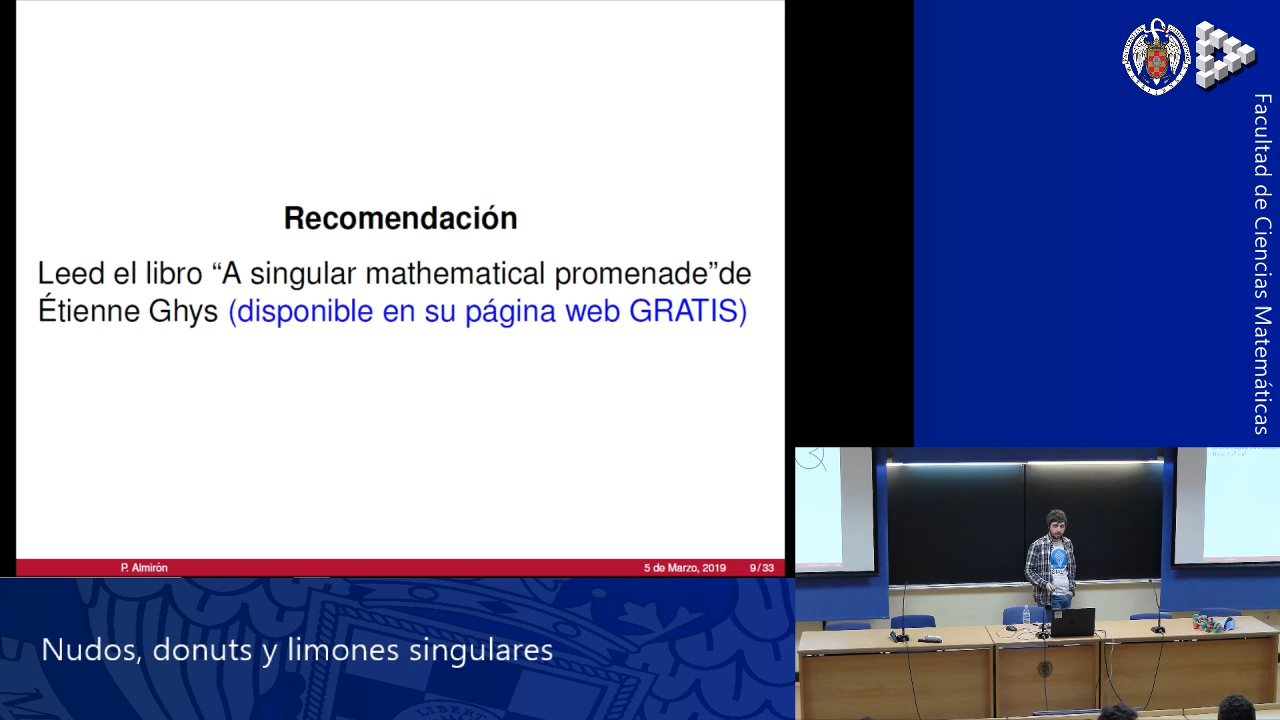 Recomendación
Leed el libro “A singular mathematical promenade”de
Étienne Ghys (disponible en su página web GRATIS)
P. Almirón
5 de Marzo, 2019
9/33
Nudos, donuts y limones singulares
Facultad de Ciencias Matemáticas
LIBERT